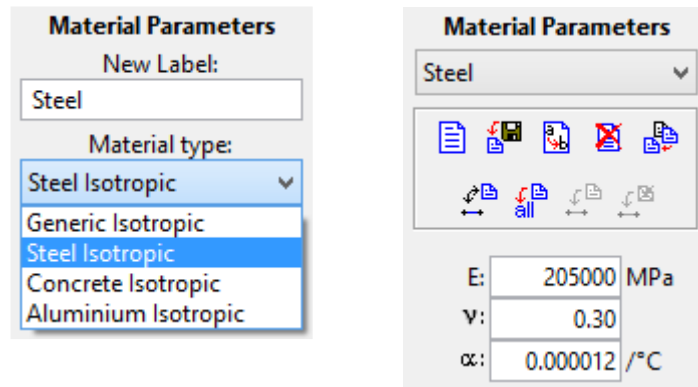 Material Parameters
New Label:
Steel
Material type:
Steel Isotropic
Generic Isotropic
Steel Isotropic
Concrete Isotropic
Aluminium Isotropic
Material Parameters
Steel
a b
all
E: 205000 MPa
ν: 0.30
α: 0.000012 /°C